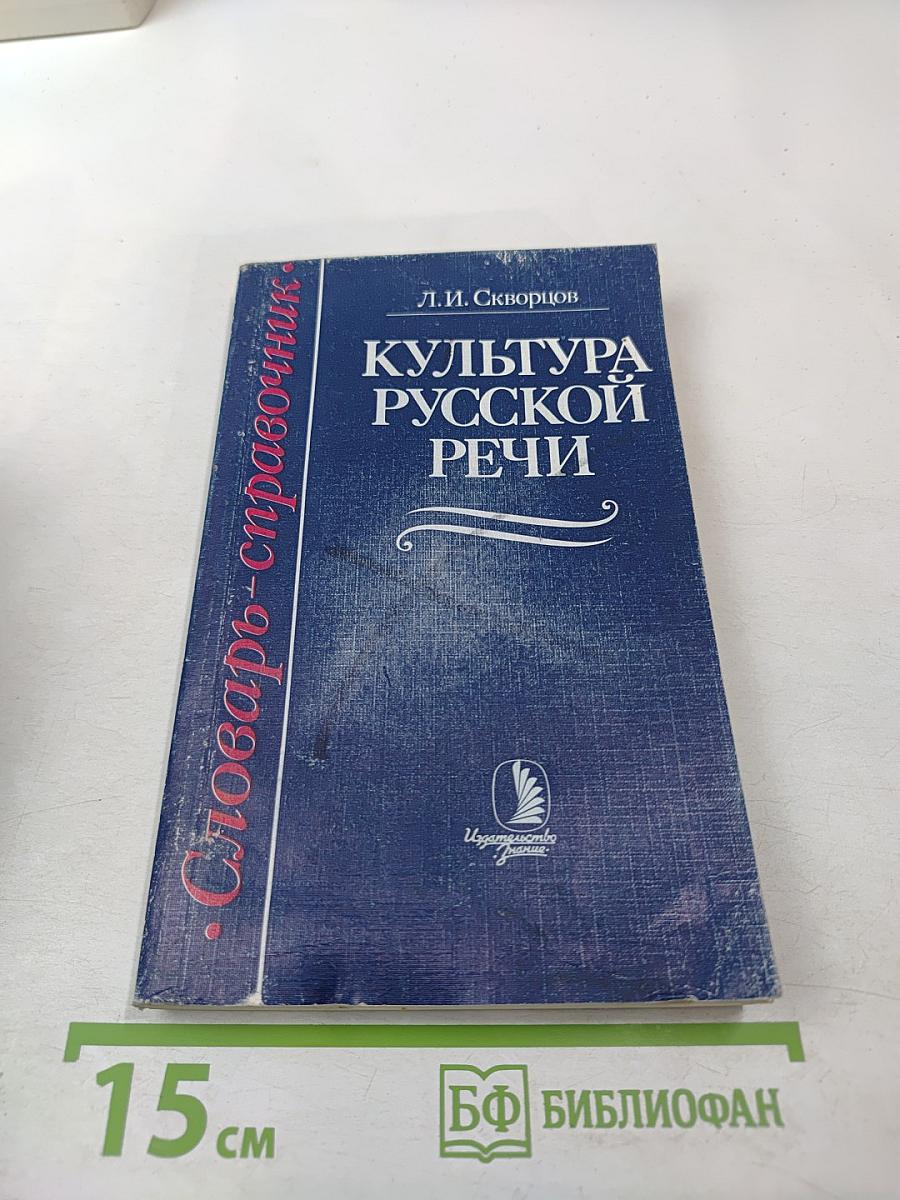 Л. И. Скворцов
КУЛЬТУРА
РУССКОЙ
РЕЧИ
• Словарь-справочник •
Издательство
Знание
15 см
БФ БИБЛИОФАН